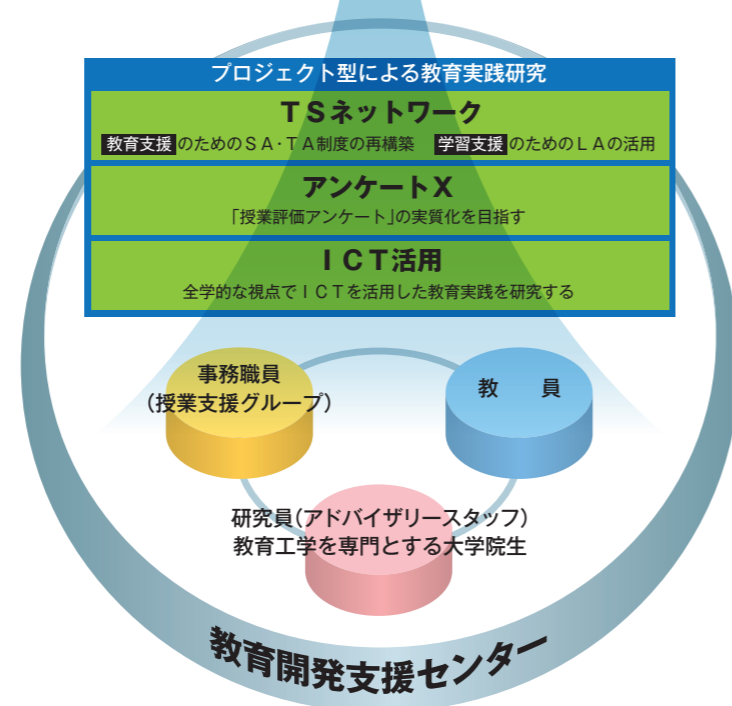 プロジェクト型による教育実践研究
ＴＳネットワーク
教育支援のためのＳＡ・ＴＡ制度の再構築　学習支援のためのＬＡの活用
アンケートＸ
「授業評価アンケート」の実質化を目指す
ＩＣＴ活用
全学的な視点でＩＣＴを活用した教育実践を研究する
事務職員
（授業支援グループ）
教　員
研究員（アドバイザリースタッフ）
教育工学を専門とする大学院生
教育開発支援センター